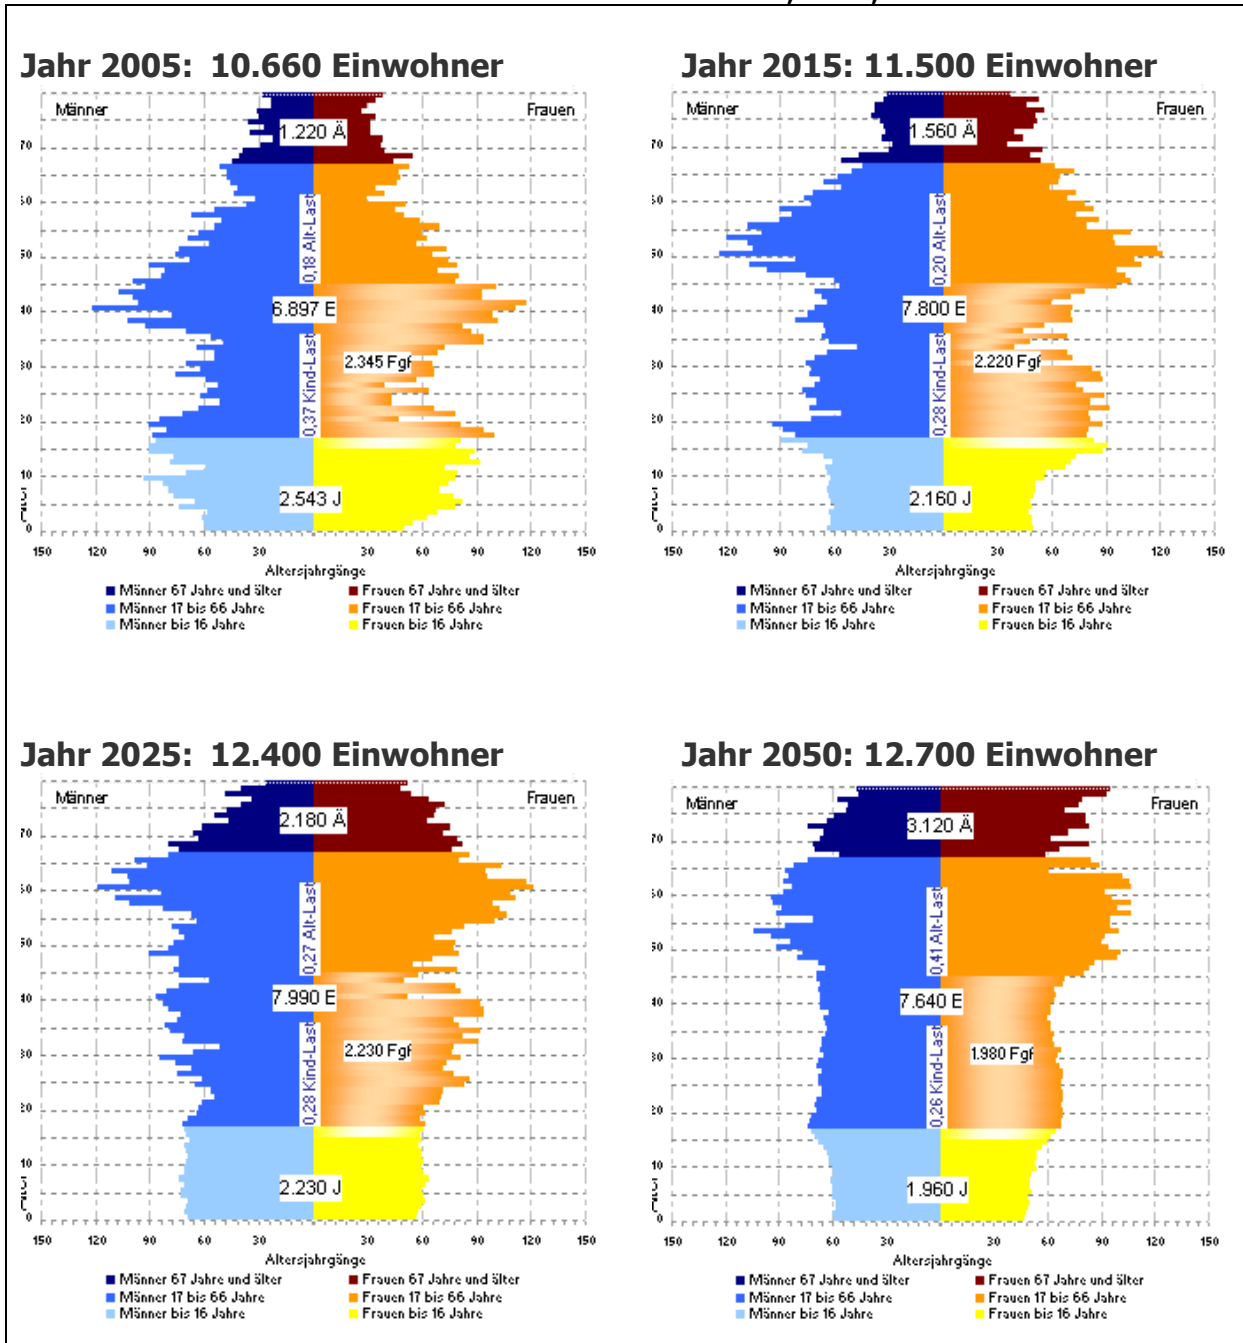 Jahr 2005: 10.660 Einwohner
Männer
Frauen
1.220 Ä
0,18 Alt-Last
6.897 E
2.345 Fgf
0,37 Kind-Last
2.543 J
70
60
50
40
30
20
10
0
Alter
150 120 90 60 30 30 60 90 120 150
Altersjahrgänge
Männer 67 Jahre und älter
Frauen 67 Jahre und älter
Männer 17 bis 66 Jahre
Frauen 17 bis 66 Jahre
Männer bis 16 Jahre
Frauen bis 16 Jahre
Jahr 2015: 11.500 Einwohner
Männer
Frauen
1.560 Ä
0,20 Alt-Last
7.800 E
2.220 Fgf
0,28 Kind-Last
2.160 J
70
60
50
40
30
20
10
0
Alter
150 120 90 60 30 30 60 90 120 150
Altersjahrgänge
Männer 67 Jahre und älter
Frauen 67 Jahre und älter
Männer 17 bis 66 Jahre
Frauen 17 bis 66 Jahre
Männer bis 16 Jahre
Frauen bis 16 Jahre
Jahr 2025: 12.400 Einwohner
Männer
Frauen
2.180 Ä
0,27 Alt-Last
7.990 E
2.230 Fgf
0,28 Kind-Last
2.230 J
70
60
50
40
30
20
10
0
Alter
150 120 90 60 30 30 60 90 120 150
Altersjahrgänge
Männer 67 Jahre und älter
Frauen 67 Jahre und älter
Männer 17 bis 66 Jahre
Frauen 17 bis 66 Jahre
Männer bis 16 Jahre
Frauen bis 16 Jahre
Jahr 2050: 12.700 Einwohner
Männer
Frauen
3.120 Ä
0,41 Alt-Last
7.640 E
1.980 Fgf
0,26 Kind-Last
1.960 J
70
60
50
40
30
20
10
0
Alter
150 120 90 60 30 30 60 90 120 150
Altersjahrgänge
Männer 67 Jahre und älter
Frauen 67 Jahre und älter
Männer 17 bis 66 Jahre
Frauen 17 bis 66 Jahre
Männer bis 16 Jahre
Frauen bis 16 Jahre